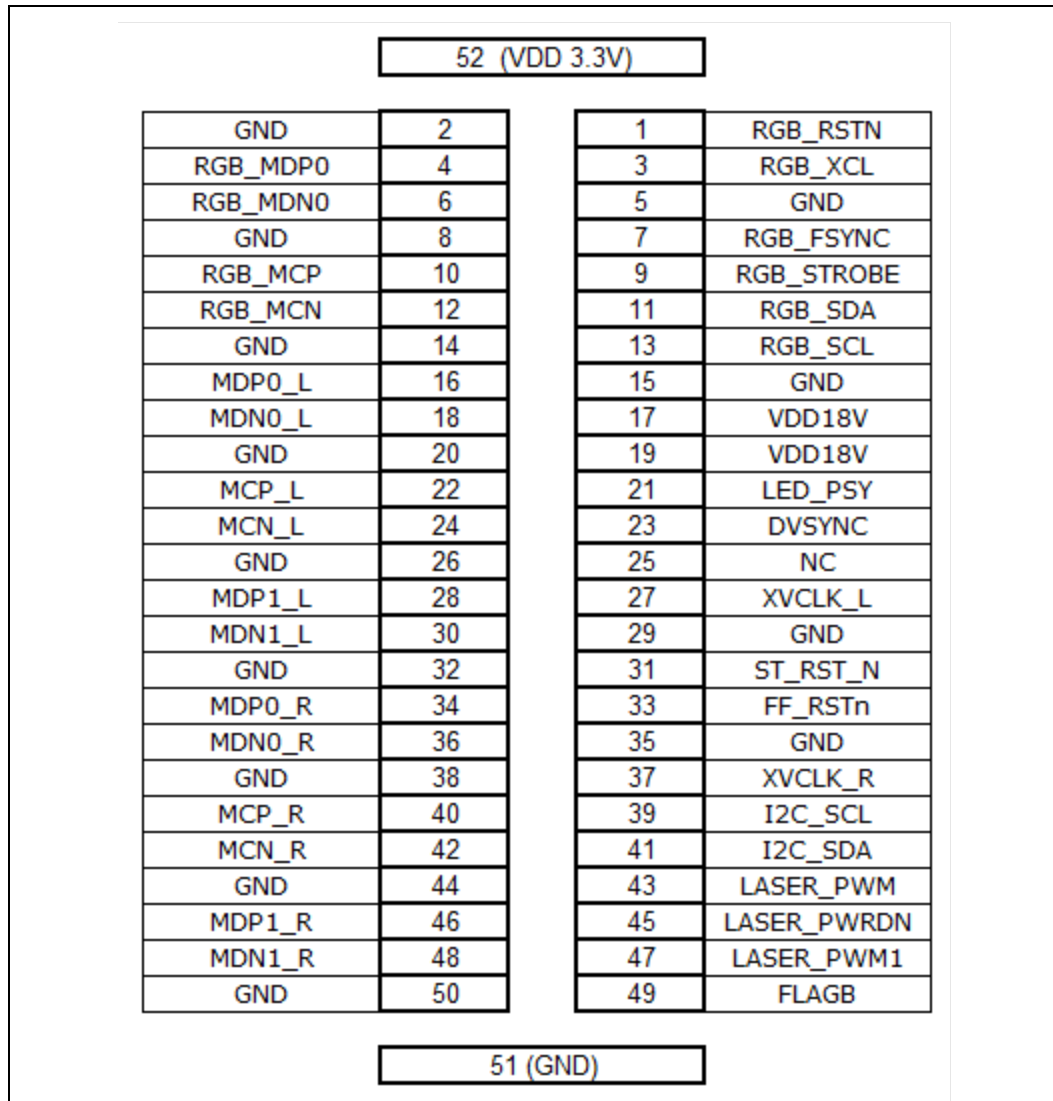 52 (VDD 3.3V)
GND 2 1 RGB_RSTN
RGB_MDP0 4 3 RGB_XCL
RGB_MDN0 6 5 GND
GND 8 7 RGB_FSYNC
RGB_MCP 10 9 RGB_STROBE
RGB_MCN 12 11 RGB_SDA
GND 14 13 RGB_SCL
MDP0_L 16 15 GND
MDN0_L 18 17 VDD18V
GND 20 19 VDD18V
MCP_L 22 21 LED_PSY
MCN_L 24 23 DVSYNC
GND 26 25 NC
MDP1_L 28 27 XVCLK_L
MDN1_L 30 29 GND
GND 32 31 ST_RST_N
MDP0_R 34 33 FF_RSTn
MDN0_R 36 35 GND
GND 38 37 XVCLK_R
MCP_R 40 39 I2C_SCL
MCN_R 42 41 I2C_SDA
GND 44 43 LASER_PWM
MDP1_R 46 45 LASER_PWRDN
MDN1_R 48 47 LASER_PWM1
GND 50 49 FLAGB
51 (GND)